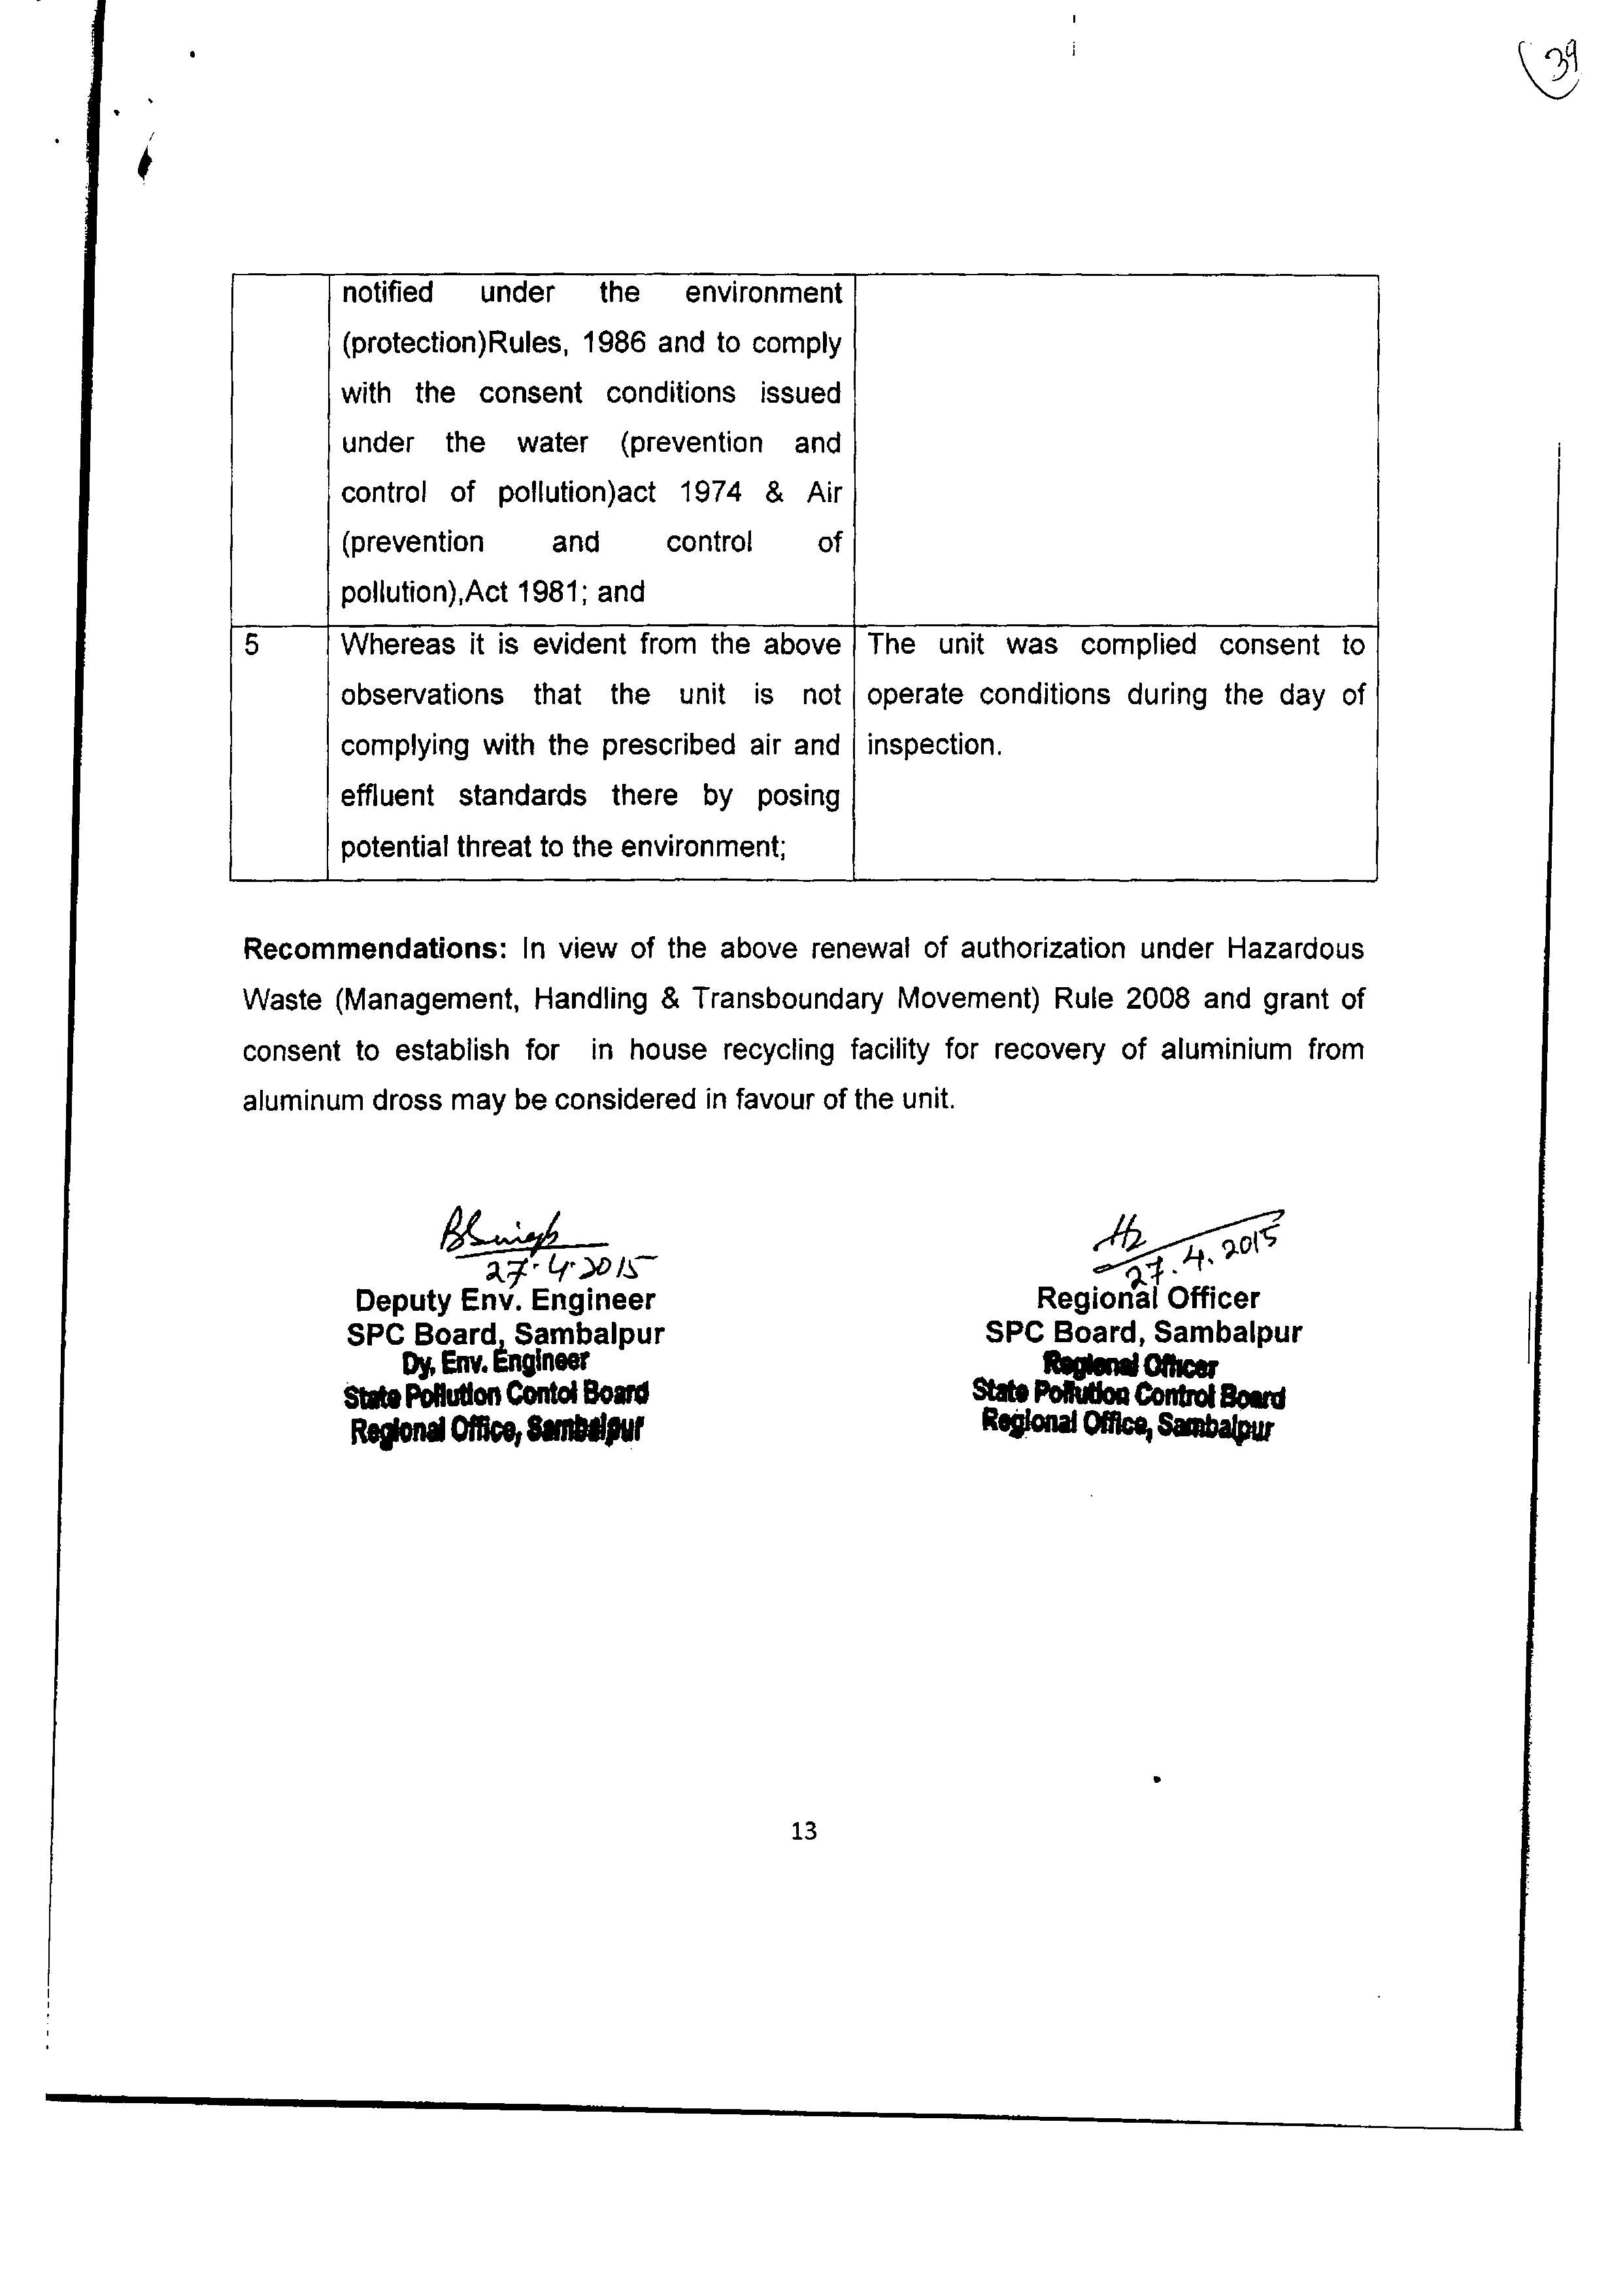 39
notified under the environment
(protection)Rules, 1986 and to comply
with the consent conditions issued
under the water (prevention and
control of pollution)act 1974 & Air
(prevention and control of
pollution),Act 1981; and
5
Whereas it is evident from the above
observations that the unit is not
complying with the prescribed air and
effluent standards there by posing
potential threat to the environment;
The unit was complied consent to
operate conditions during the day of
inspection.
Recommendations: In view of the above renewal of authorization under Hazardous
Waste (Management, Handling & Transboundary Movement) Rule 2008 and grant of
consent to establish for in house recycling facility for recovery of aluminium from
aluminum dross may be considered in favour of the unit.
BSingh
27.4.2015
Deputy Env. Engineer
SPC Board, Sambalpur
Dy, Env. Engineer
State Pollution Contol Board
Regional Office, Sambalpur
27.4.2015
Regional Officer
SPC Board, Sambalpur
Regional Officer
State Pollution Control Board
Regional Office, Sambalpur
13